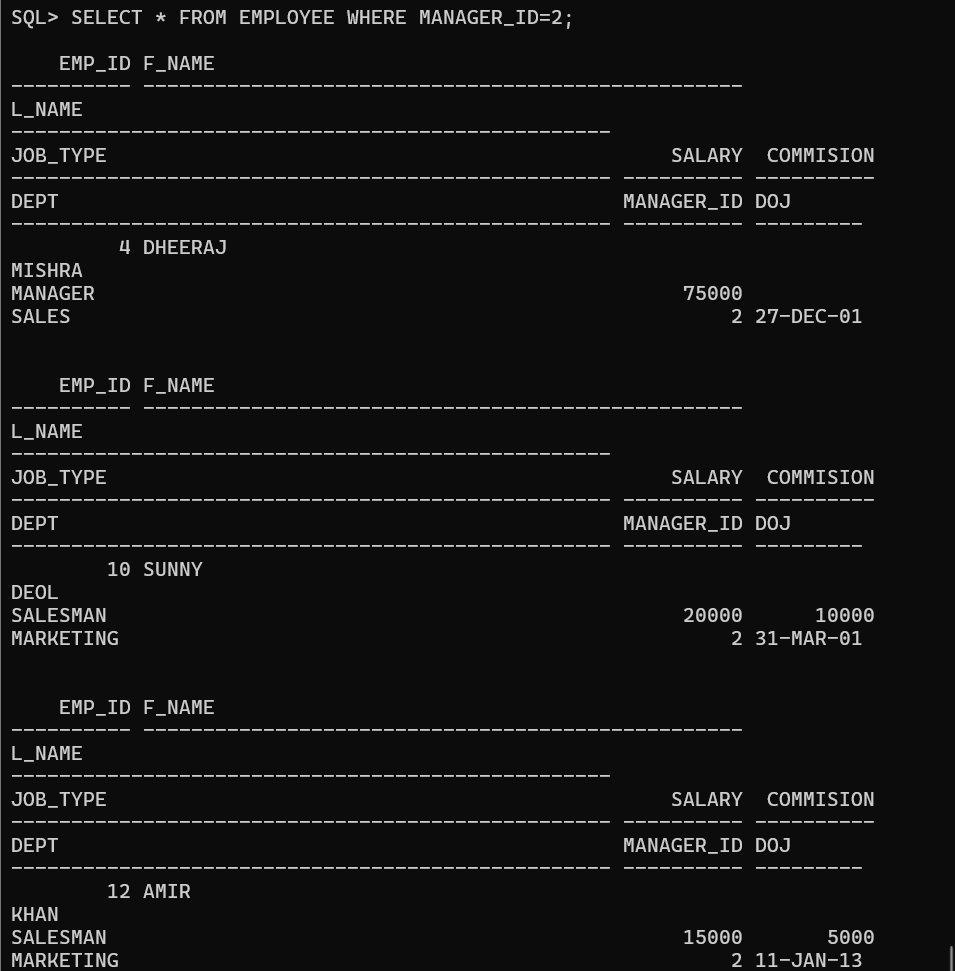 SQL> SELECT * FROM EMPLOYEE WHERE MANAGER_ID=2;
    EMP_ID F_NAME
---------- --------------------------------------------------
L_NAME
--------------------------------------------------
JOB_TYPE                                               SALARY  COMMISION
-------------------------------------------------- ---------- ----------
DEPT                                               MANAGER_ID DOJ
-------------------------------------------------- ---------- ---------
         4 DHEERAJ
MISHRA
MANAGER                                                 75000
SALES                                                       2 27-DEC-01
    EMP_ID F_NAME
---------- --------------------------------------------------
L_NAME
--------------------------------------------------
JOB_TYPE                                               SALARY  COMMISION
-------------------------------------------------- ---------- ----------
DEPT                                               MANAGER_ID DOJ
-------------------------------------------------- ---------- ---------
        10 SUNNY
DEOL
SALESMAN                                                20000      10000
MARKETING                                                   2 31-MAR-01
    EMP_ID F_NAME
---------- --------------------------------------------------
L_NAME
--------------------------------------------------
JOB_TYPE                                               SALARY  COMMISION
-------------------------------------------------- ---------- ----------
DEPT                                               MANAGER_ID DOJ
-------------------------------------------------- ---------- ---------
        12 AMIR
KHAN
SALESMAN                                                15000       5000
MARKETING                                                   2 11-JAN-13